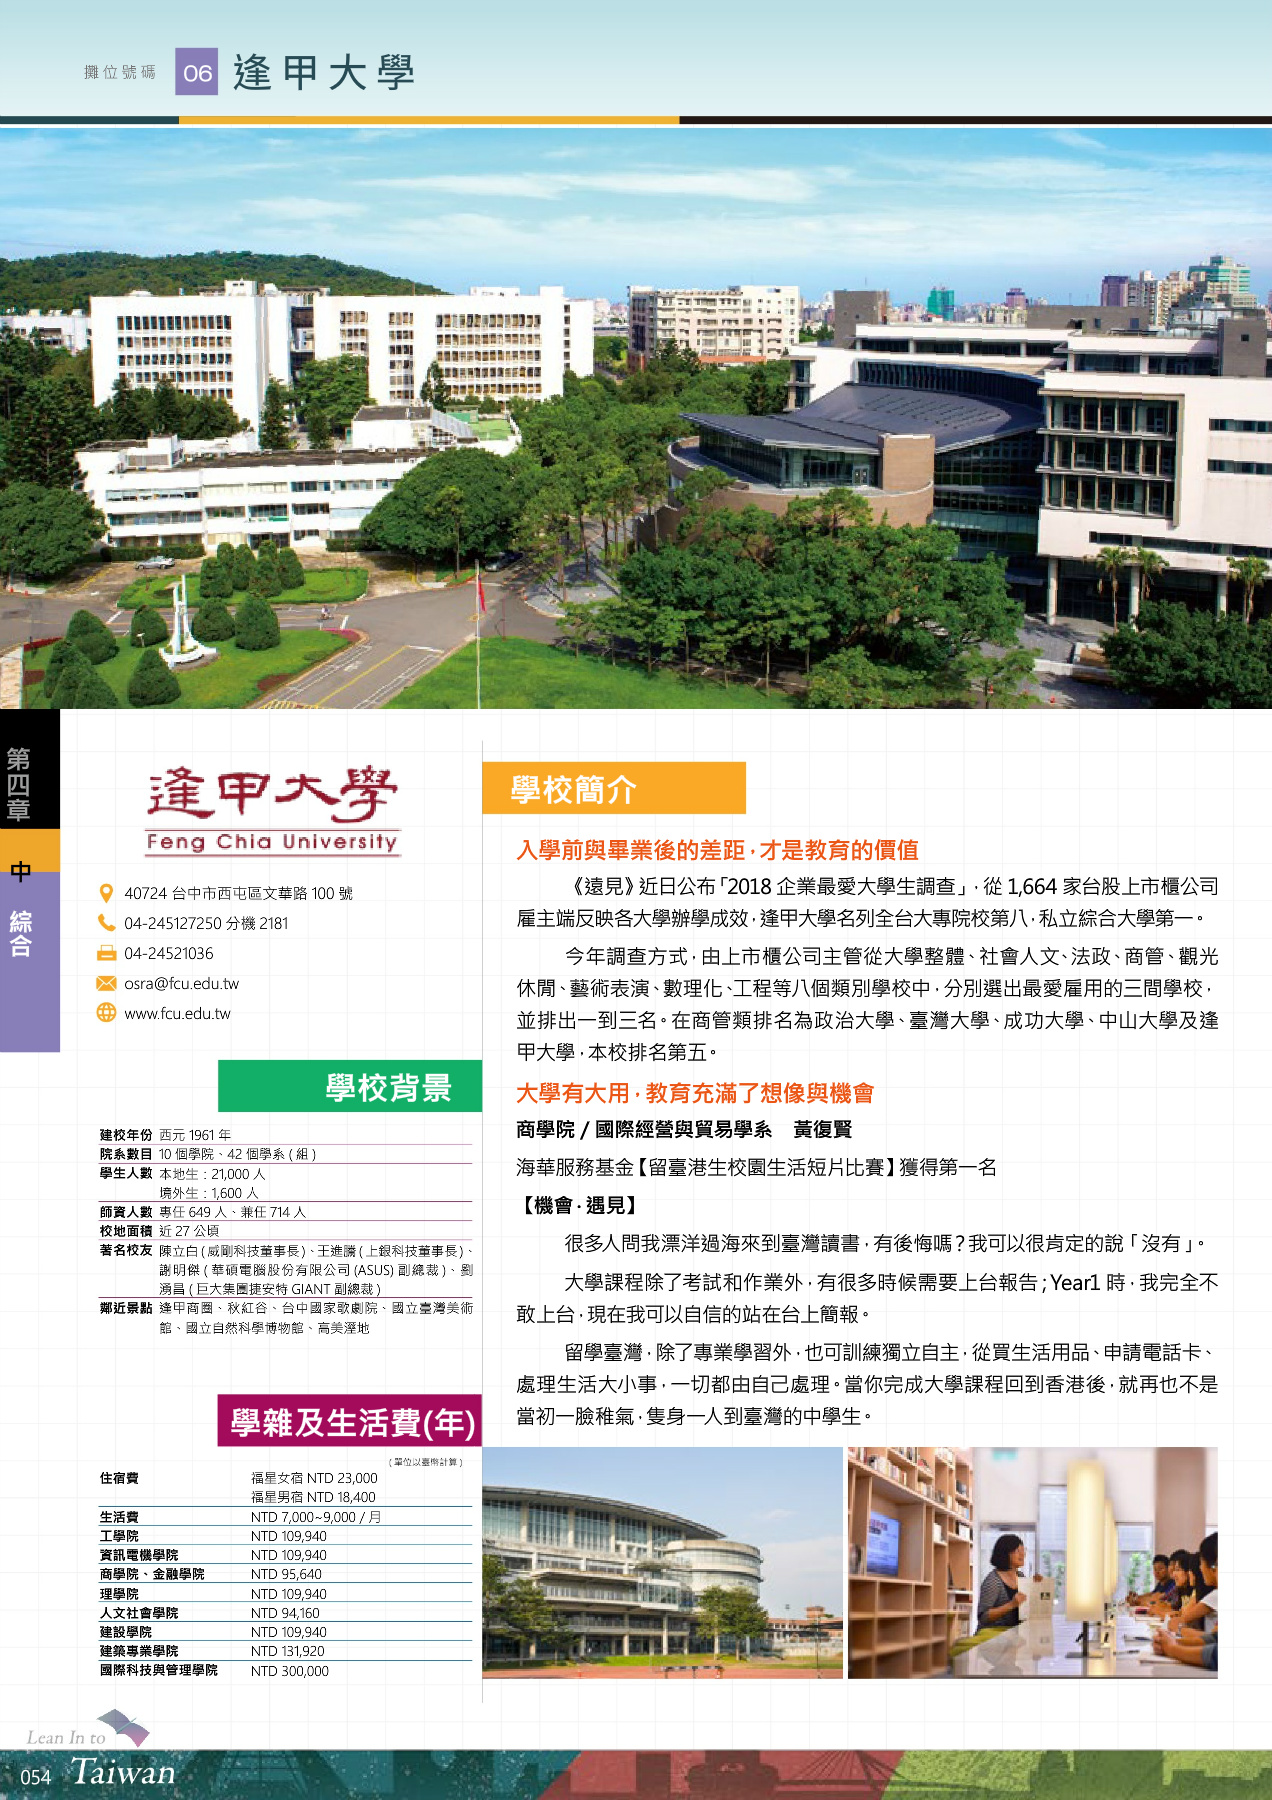 攤位號碼 06 逢甲大學
第四章
中
綜合
逢甲大學
Feng Chia University
40724 台中市西屯區文華路 100 號
04-245127250 分機 2181
04-24521036
osra@fcu.edu.tw
www.fcu.edu.tw
學校背景
建校年份 西元 1961 年
院系數目 10 個學院、42 個學系 ( 組 )
學生人數 本地生：21,000 人
境外生：1,600 人
師資人數 專任 649 人、兼任 714 人
校地面積 近 27 公頃
著名校友 陳立白 ( 威剛科技董事長 )、王進騰 ( 上銀科技董事長 )、
謝明傑 ( 華碩電腦股份有限公司 (ASUS) 副總裁 )、劉
湧昌 ( 巨大集團捷安特 GIANT 副總裁 )
鄰近景點 逢甲商圈、秋紅谷、台中國家歌劇院、國立臺灣美術
館、國立自然科學博物館、高美溼地
學雜及生活費(年)
( 單位以臺幣計算 )
住宿費 福星女宿 NTD 23,000
福星男宿 NTD 18,400
生活費 NTD 7,000~9,000 / 月
工學院 NTD 109,940
資訊電機學院 NTD 109,940
商學院、金融學院 NTD 95,640
理學院 NTD 109,940
人文社會學院 NTD 94,160
建設學院 NTD 109,940
建築專業學院 NTD 131,920
國際科技與管理學院 NTD 300,000
學校簡介
入學前與畢業後的差距，才是教育的價值
《遠見》近日公布「2018 企業最愛大學生調查」，從 1,664 家台股上市櫃公司
雇主端反映各大學辦學成效，逢甲大學名列全台大專院校第八，私立綜合大學第一。
今年調查方式，由上市櫃公司主管從大學整體、社會人文、法政、商管、觀光
休閒、藝術表演、數理化、工程等八個類別學校中，分別選出最愛雇用的三間學校，
並排出一到三名。在商管類排名為政治大學、臺灣大學、成功大學、中山大學及逢
甲大學，本校排名第五。
大學有大用，教育充滿了想像與機會
商學院 / 國際經營與貿易學系　黃復賢
海華服務基金【留臺港生校園生活短片比賽】獲得第一名
【機會，遇見】
很多人問我漂洋過海來到臺灣讀書，有後悔嗎？我可以很肯定的說「沒有」。
大學課程除了考試和作業外，有很多時候需要上台報告；Year1 時，我完全不
敢上台，現在我可以自信的站在台上簡報。
留學臺灣，除了專業學習外，也可訓練獨立自主，從買生活用品、申請電話卡、
處理生活大小事，一切都由自己處理。當你完成大學課程回到香港後，就再也不是
當初一臉稚氣，隻身一人到臺灣的中學生。
Lean In to
054 Taiwan